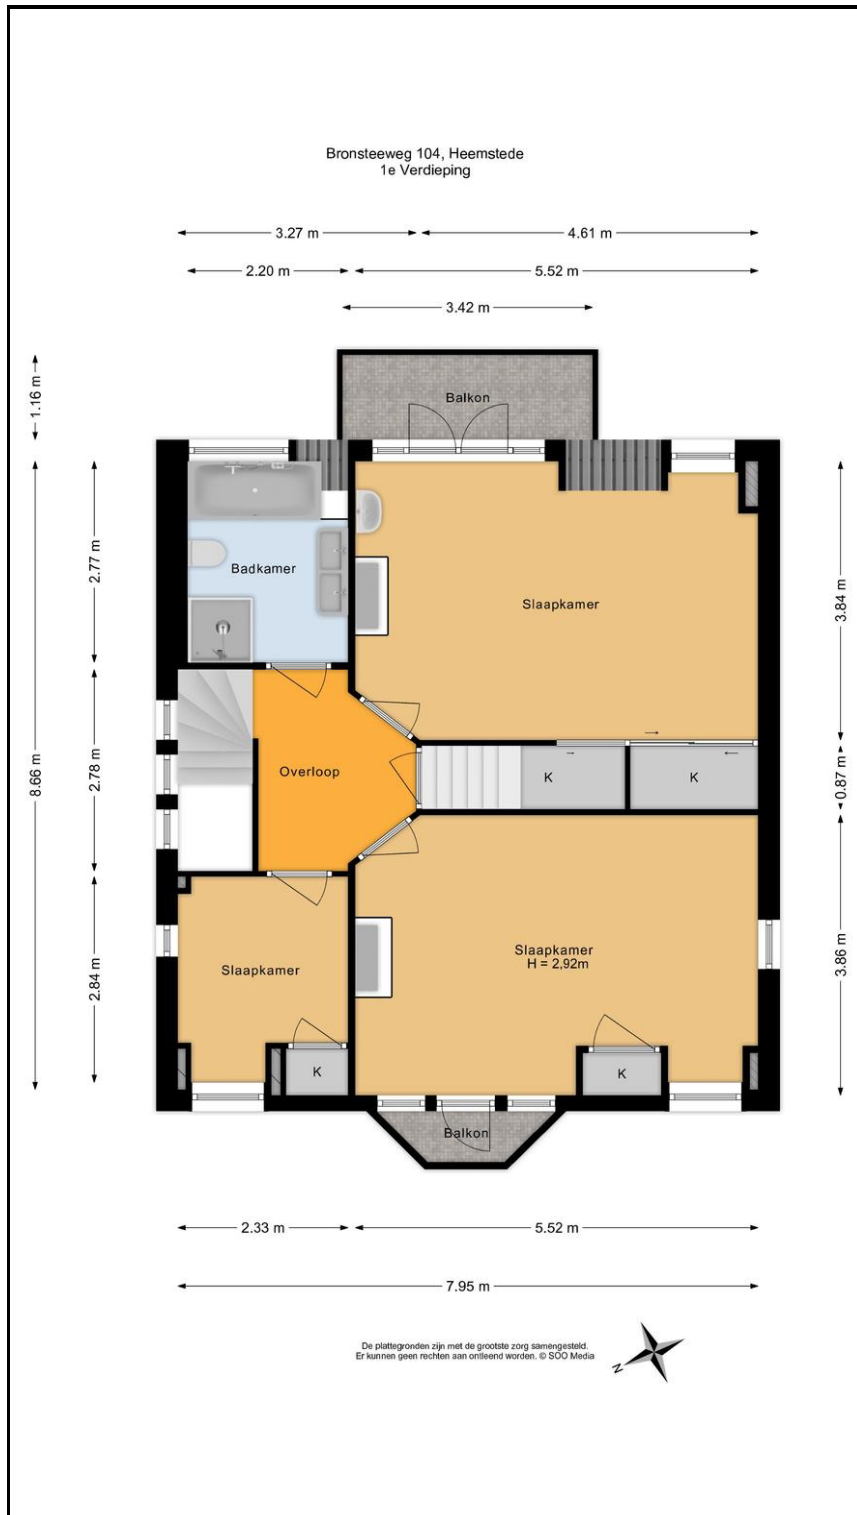 Bronsteeweg 104, Heemstede
1e Verdieping
3.27 m
4.61 m
2.20 m
5.52 m
3.42 m
1.16 m
Balkon
8.66 m
2.77 m
Badkamer
Slaapkamer
3.84 m
2.78 m
Overloop
K
K
0.87 m
2.84 m
Slaapkamer
Slaapkamer
H = 2,92m
3.86 m
K
K
Balkon
2.33 m
5.52 m
7.95 m
De plattegronden zijn met de grootste zorg samengesteld.
Er kunnen geen rechten aan ontleend worden. © SOO Media
N